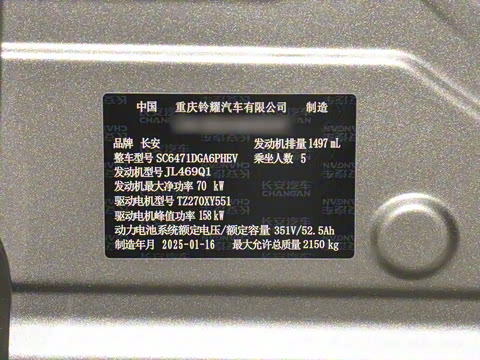 中国 重庆铃耀汽车有限公司 制造
品牌 长安 发动机排量 1497 mL
整车型号 SC6471DGA6PHEV 乘坐人数 5
发动机型号 JL469Q1
发动机最大净功率 70 kW
驱动电机型号 TZ270XY551
驱动电机峰值功率 158 kW
动力电池系统额定电压/额定容量 351V/52.5Ah
制造年月 2025-01-16 最大允许总质量 2150 kg